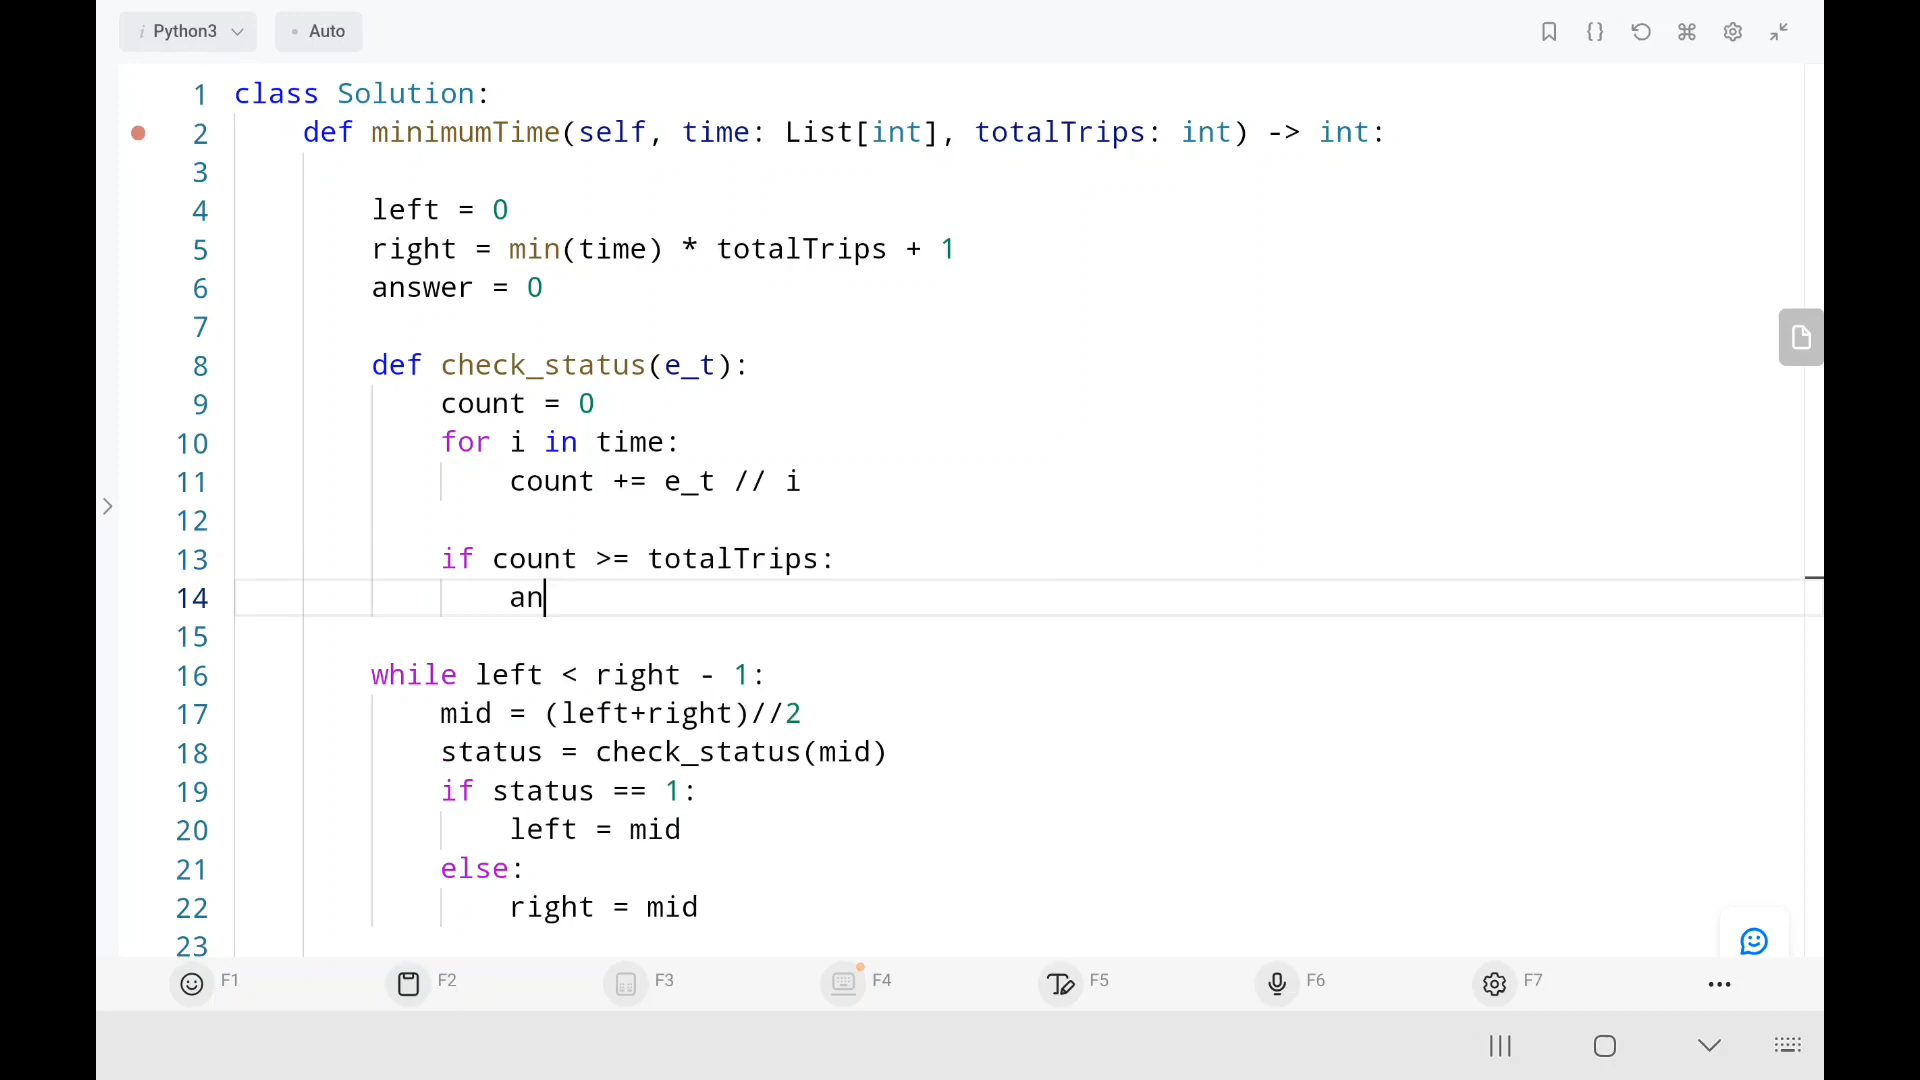 i Python3
Auto
1 class Solution:
2 def minimumTime(self, time: List[int], totalTrips: int) -> int:
3
4 left = 0
5 right = min(time) * totalTrips + 1
6 answer = 0
7
8 def check_status(e_t):
9 count = 0
10 for i in time:
11 count += e_t // i
12
13 if count >= totalTrips:
14 an
15
16 while left < right - 1:
17 mid = (left+right)//2
18 status = check_status(mid)
19 if status == 1:
20 left = mid
21 else:
22 right = mid
23
F1 F2 F3 F4 F5 F6 F7